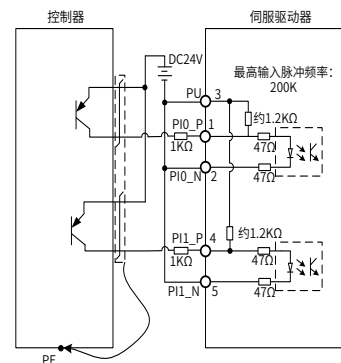 控制器
伺服驱动器
DC24V
最高输入脉冲频率:
200K
PU
3
约1.2KΩ
PI0_P
1
1KΩ
47Ω
PI0_N
2
47Ω
PI1_P
4
约1.2KΩ
1KΩ
47Ω
PI1_N
5
47Ω
PE